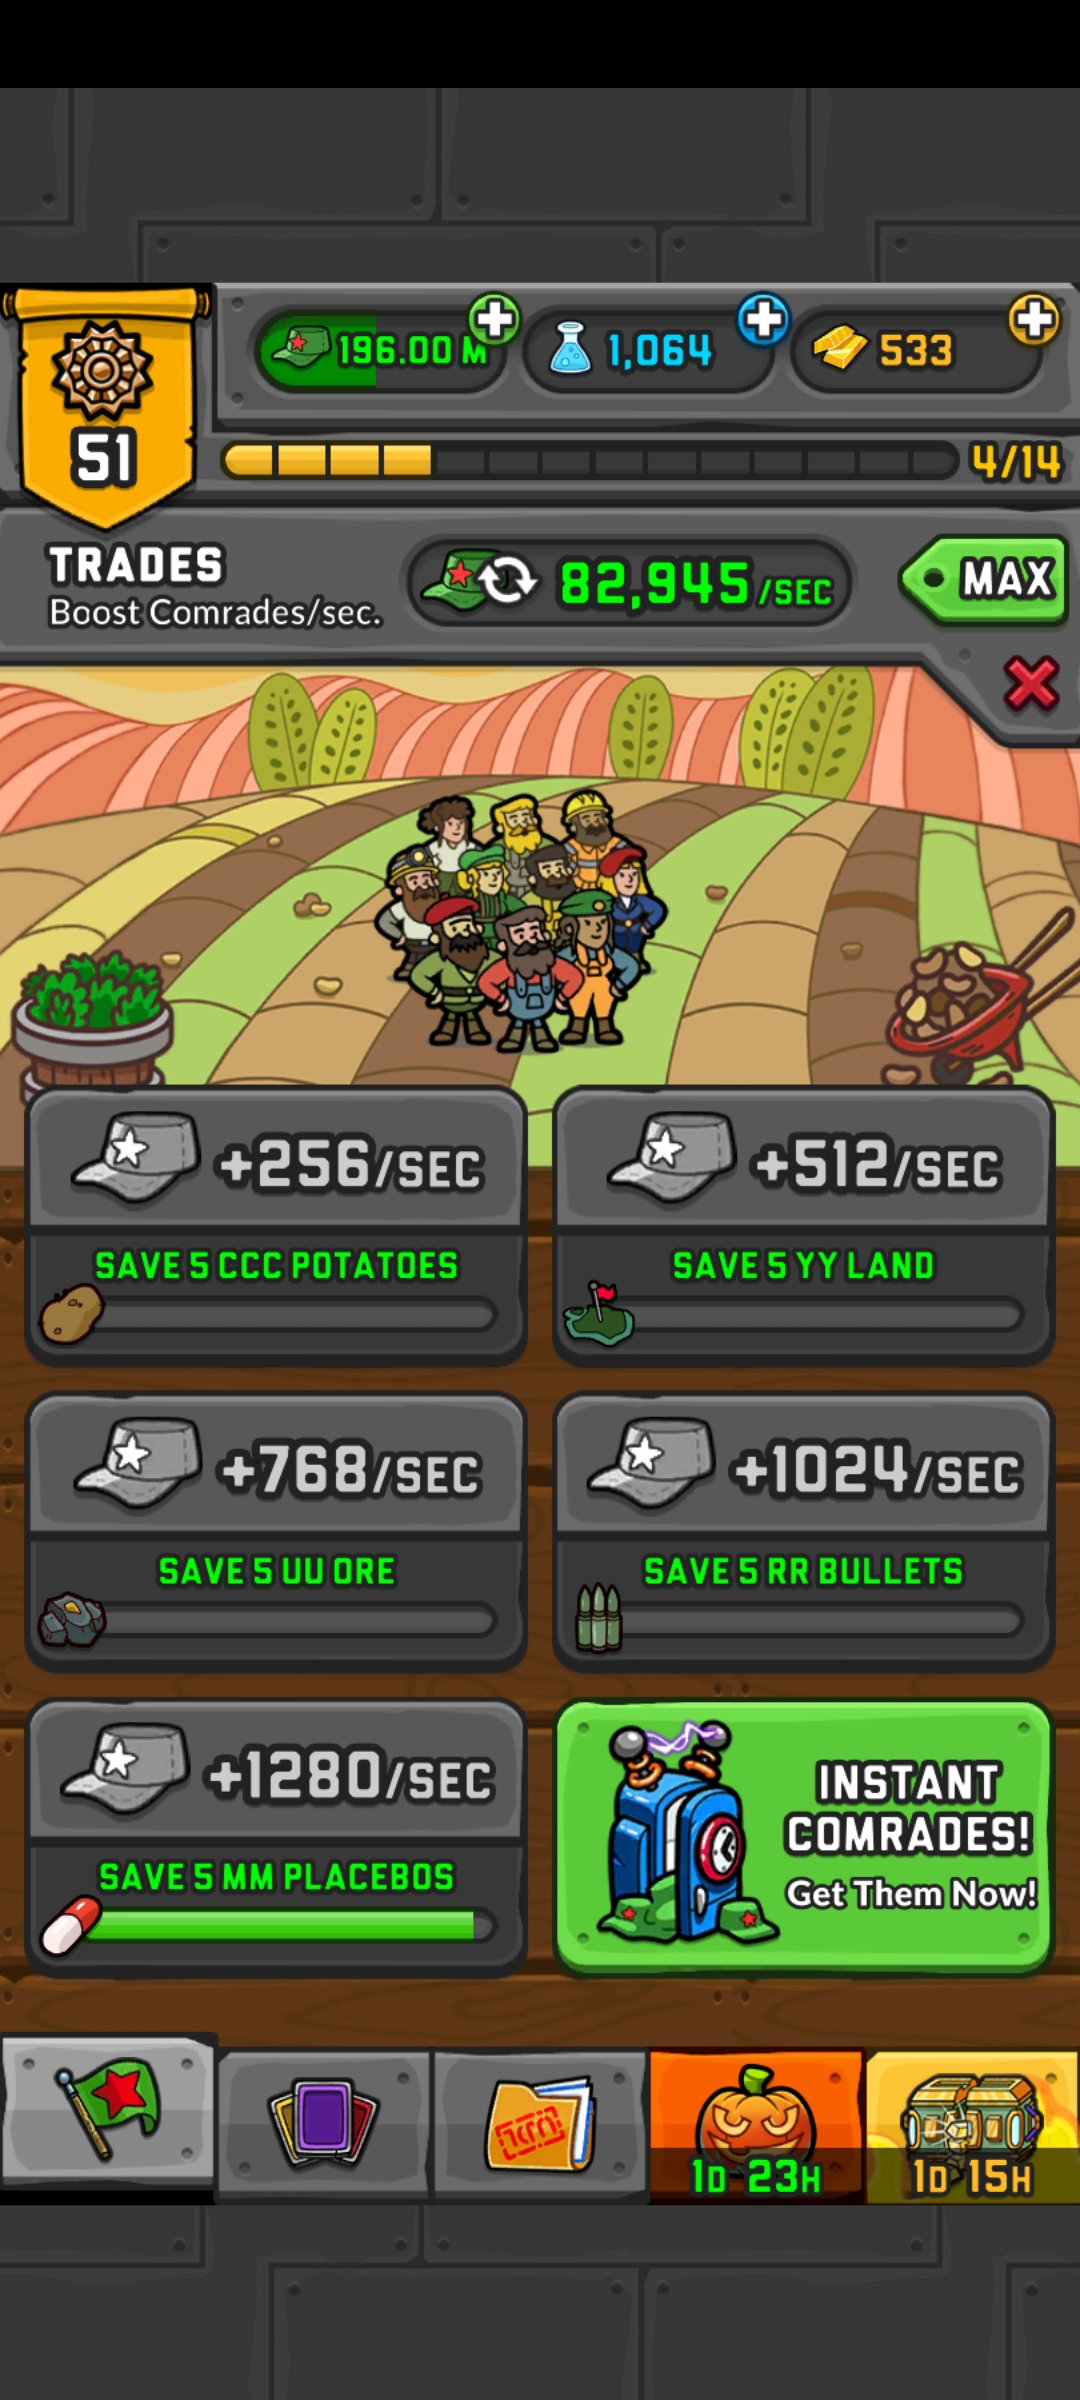 196.00 M
1,064
533
51
4/14
TRADES
Boost Comrades/sec.
82,945/SEC
MAX
+256/SEC
+512/SEC
SAVE 5 CCC POTATOES
SAVE 5 YY LAND
+768/SEC
+1024/SEC
SAVE 5 UU ORE
SAVE 5 RR BULLETS
+1280/SEC
INSTANT
COMRADES!
SAVE 5 MM PLACEBOS
Get Them Now!
1D 23H
1D 15H